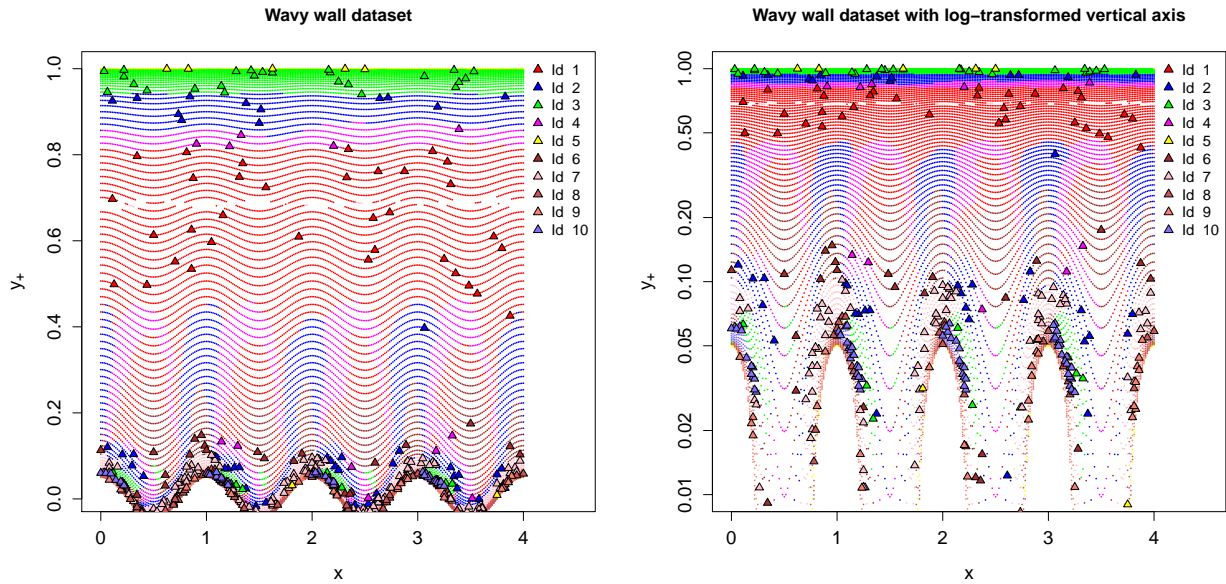 Wavy wall dataset
1.0
0.8
0.6
0.4
0.2
0.0
y+
0 1 2 3 4
x
Id 1
Id 2
Id 3
Id 4
Id 5
Id 6
Id 7
Id 8
Id 9
Id 10
Wavy wall dataset with log−transformed vertical axis
1.00
0.50
0.20
0.10
0.05
0.02
0.01
y+
0 1 2 3 4
x
Id 1
Id 2
Id 3
Id 4
Id 5
Id 6
Id 7
Id 8
Id 9
Id 10